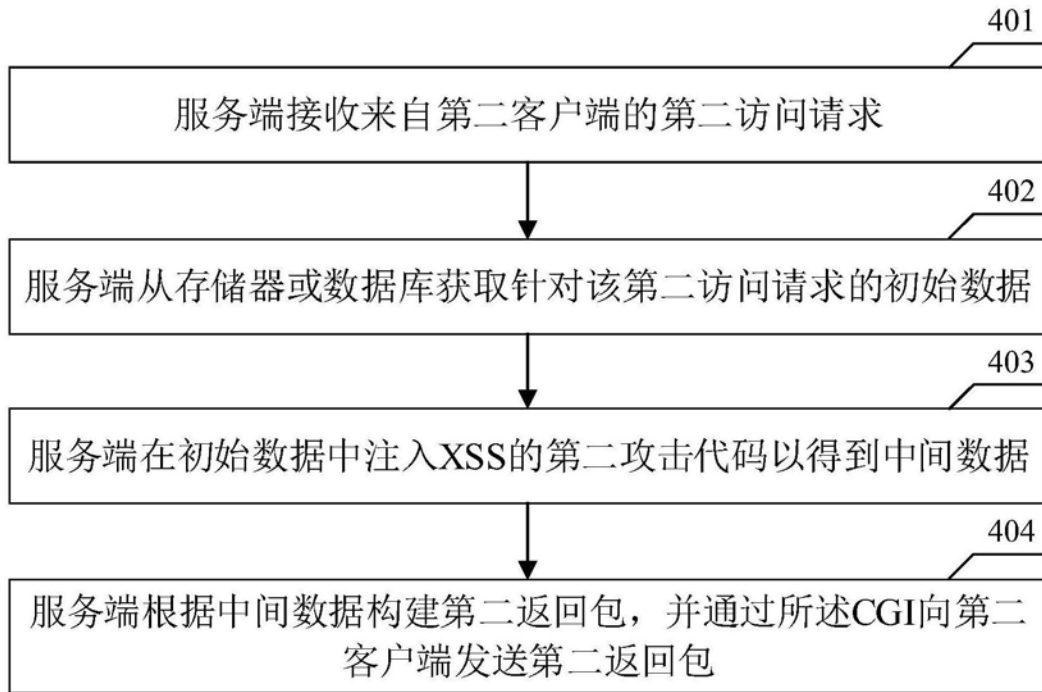 401
服务端接收来自第二客户端的第二访问请求
402
服务端从存储器或数据库获取针对该第二访问请求的初始数据
403
服务端在初始数据中注入XSS的第二攻击代码以得到中间数据
404
服务端根据中间数据构建第二返回包，并通过所述CGI向第二
客户端发送第二返回包